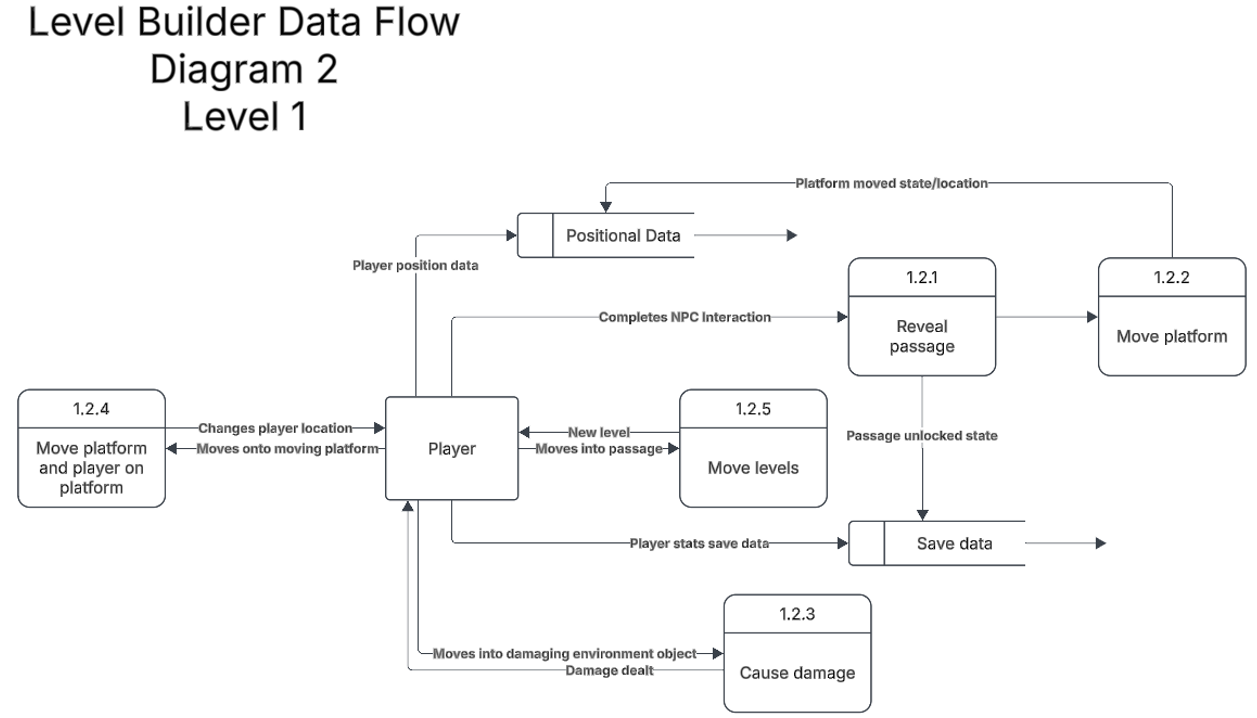 Level Builder Data Flow
Diagram 2
Level 1
Platform moved state/location
Positional Data
Player position data
1.2.1
Reveal
passage
1.2.2
Move platform
Completes NPC Interaction
1.2.4
Move platform
and player on
platform
Changes player location
Moves onto moving platform
Player
New level
Moves into passage
1.2.5
Move levels
Passage unlocked state
Player stats save data
Save data
1.2.3
Cause damage
Moves into damaging environment object
Damage dealt